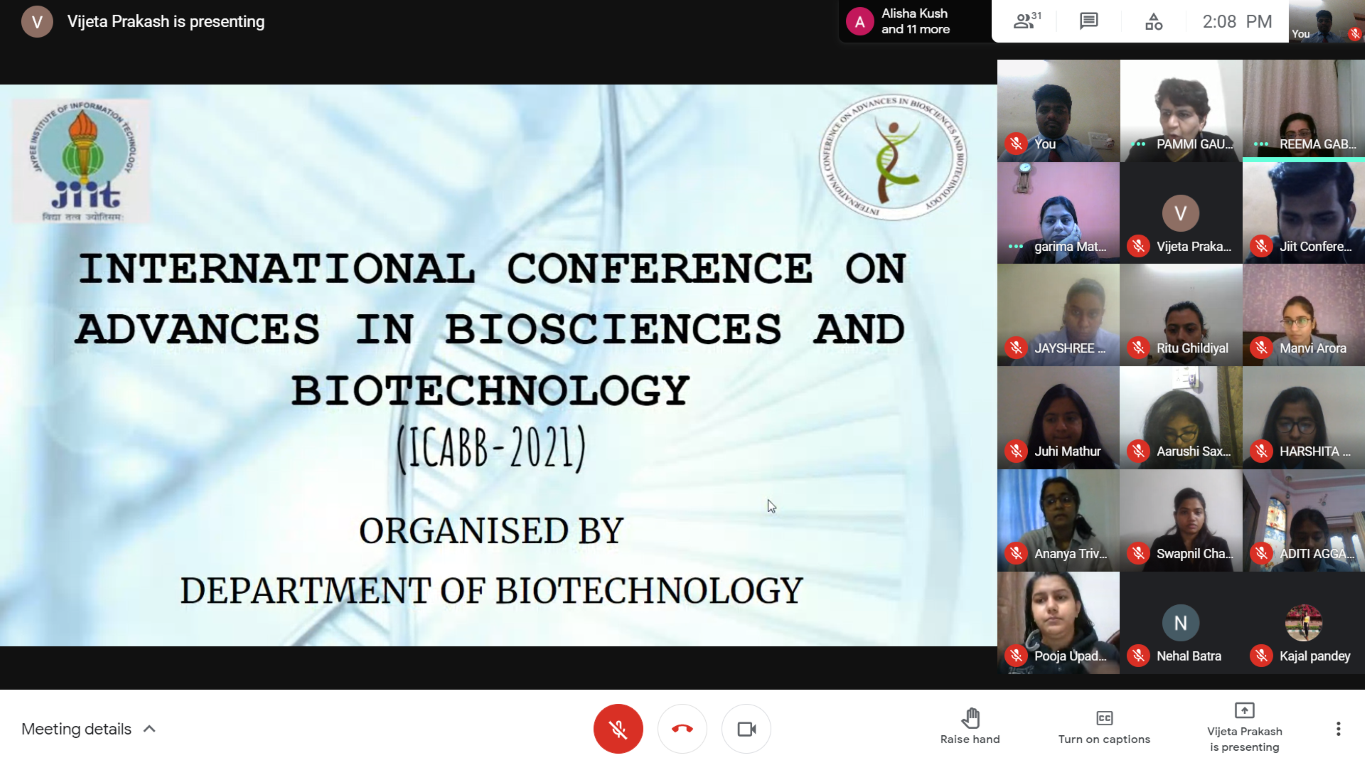 V
Vijeta Prakash is presenting
A
Alisha Kush
and 11 more
31
2:08 PM
You
JAYPEE INSTITUTE OF INFORMATION TECHNOLOGY
jiit
विद्या तत्व ज्योतिसमः
INTERNATIONAL CONFERENCE ON ADVANCES IN BIOSCIENCES AND BIOTECHNOLOGY
INTERNATIONAL CONFERENCE ON
ADVANCES IN BIOSCIENCES AND
BIOTECHNOLOGY
(ICABB-2021)
ORGANISED BY
DEPARTMENT OF BIOTECHNOLOGY
You
PAMMI GAU...
REEMA GAB...
garima Mat...
V
Vijeta Praka...
Jiit Confere...
JAYSHREE ...
Ritu Ghildiyal
Manvi Arora
Juhi Mathur
Aarushi Sax...
HARSHITA ...
Ananya Triv...
Swapnil Cha...
ADITI AGGA...
Pooja Upad...
N
Nehal Batra
Kajal pandey
Meeting details
Raise hand
CC
Turn on captions
Vijeta Prakash
is presenting